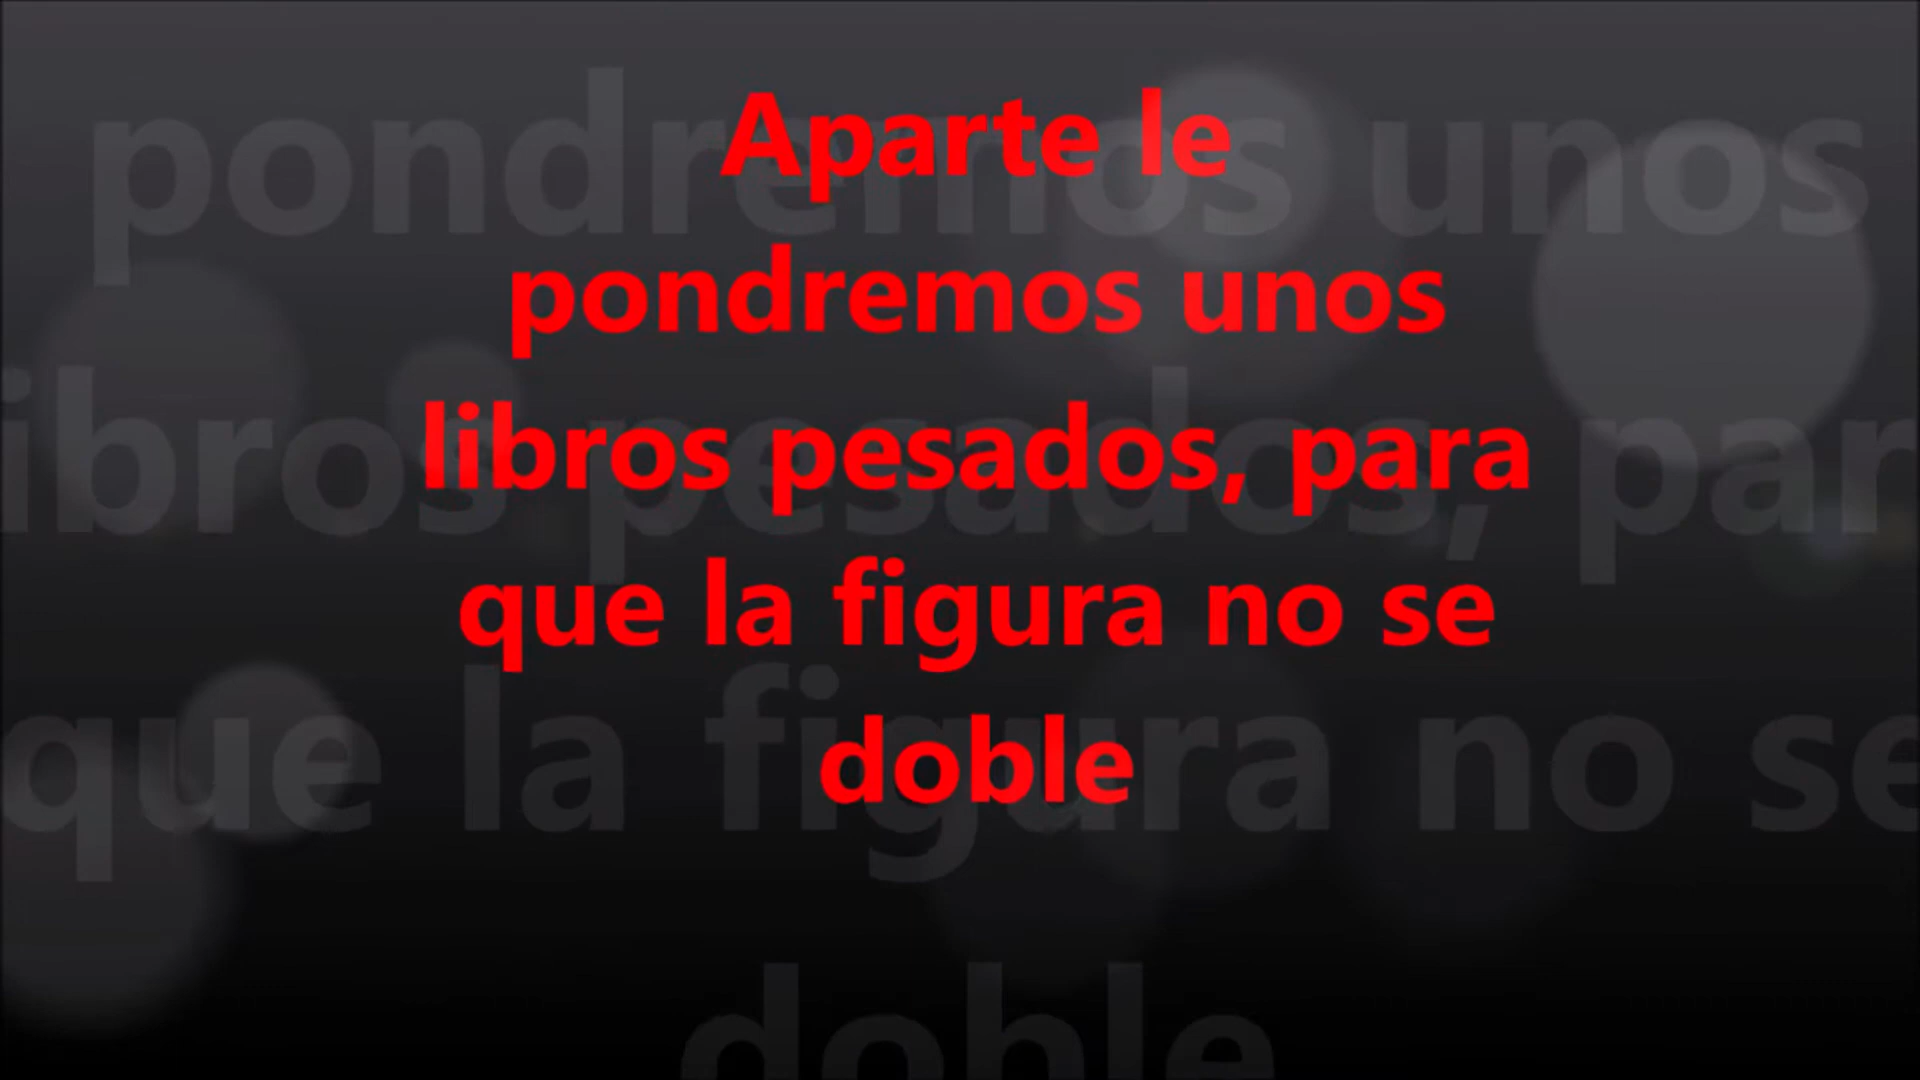 Aparte le
pondremos unos
libros pesados, para
que la figura no se
doble